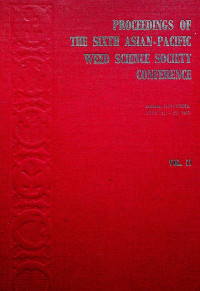 PROCEEDINGS OF
THE SIXTH ASIAN-PACIFIC
WEED SCIENCE SOCIETY
CONFERENCE
VOL. II